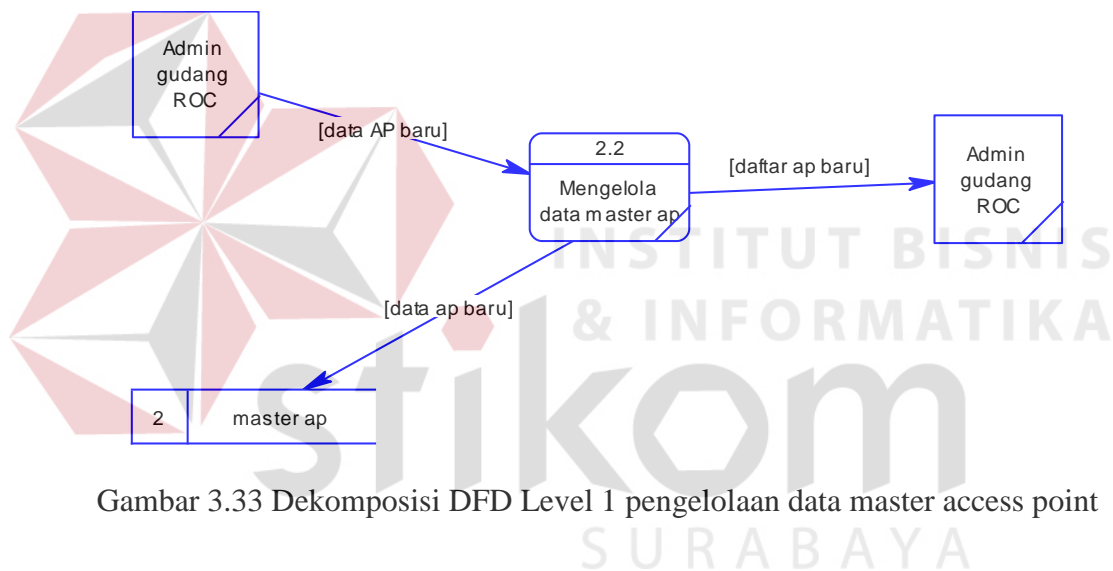 Admin
gudang
ROC
[data AP baru]
2.2
Mengelola
data master ap
[daftar ap baru]
Admin
gudang
ROC
[data ap baru]
2
master ap
INSTITUT BISNIS
& INFORMATIKA
stikom
SURABAYA
Gambar 3.33 Dekomposisi DFD Level 1 pengelolaan data master access point